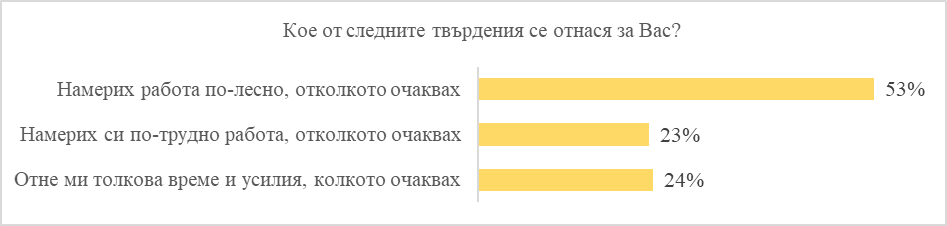 Кое от следните твърдения се отнася за Вас?
Намерих работа по-лесно, отколкото очаквах 53%
Намерих си по-трудно работа, отколкото очаквах 23%
Отне ми толкова време и усилия, колкото очаквах 24%